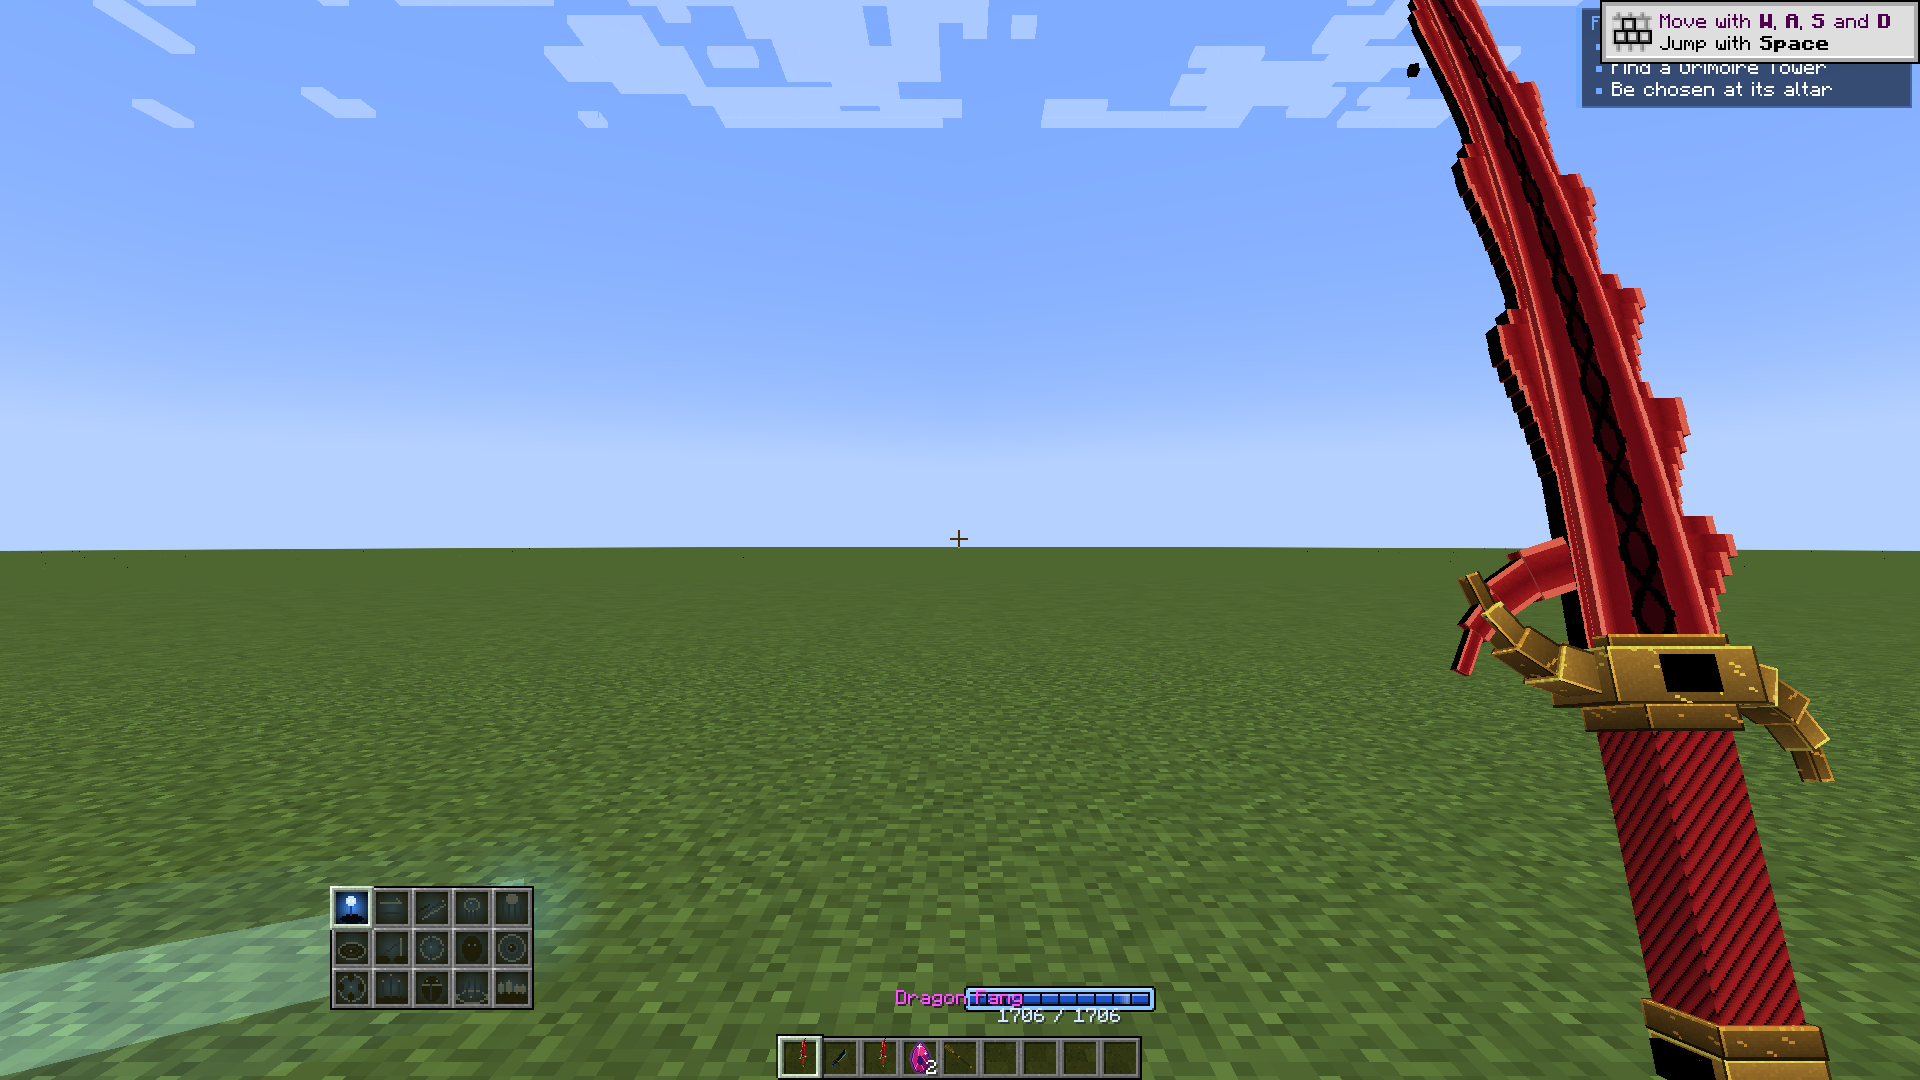 Move with W, A, S and D
Jump with Space
Find a Grimoire Tower
Be chosen at its altar
Dragon Fang
1706 / 1706
2